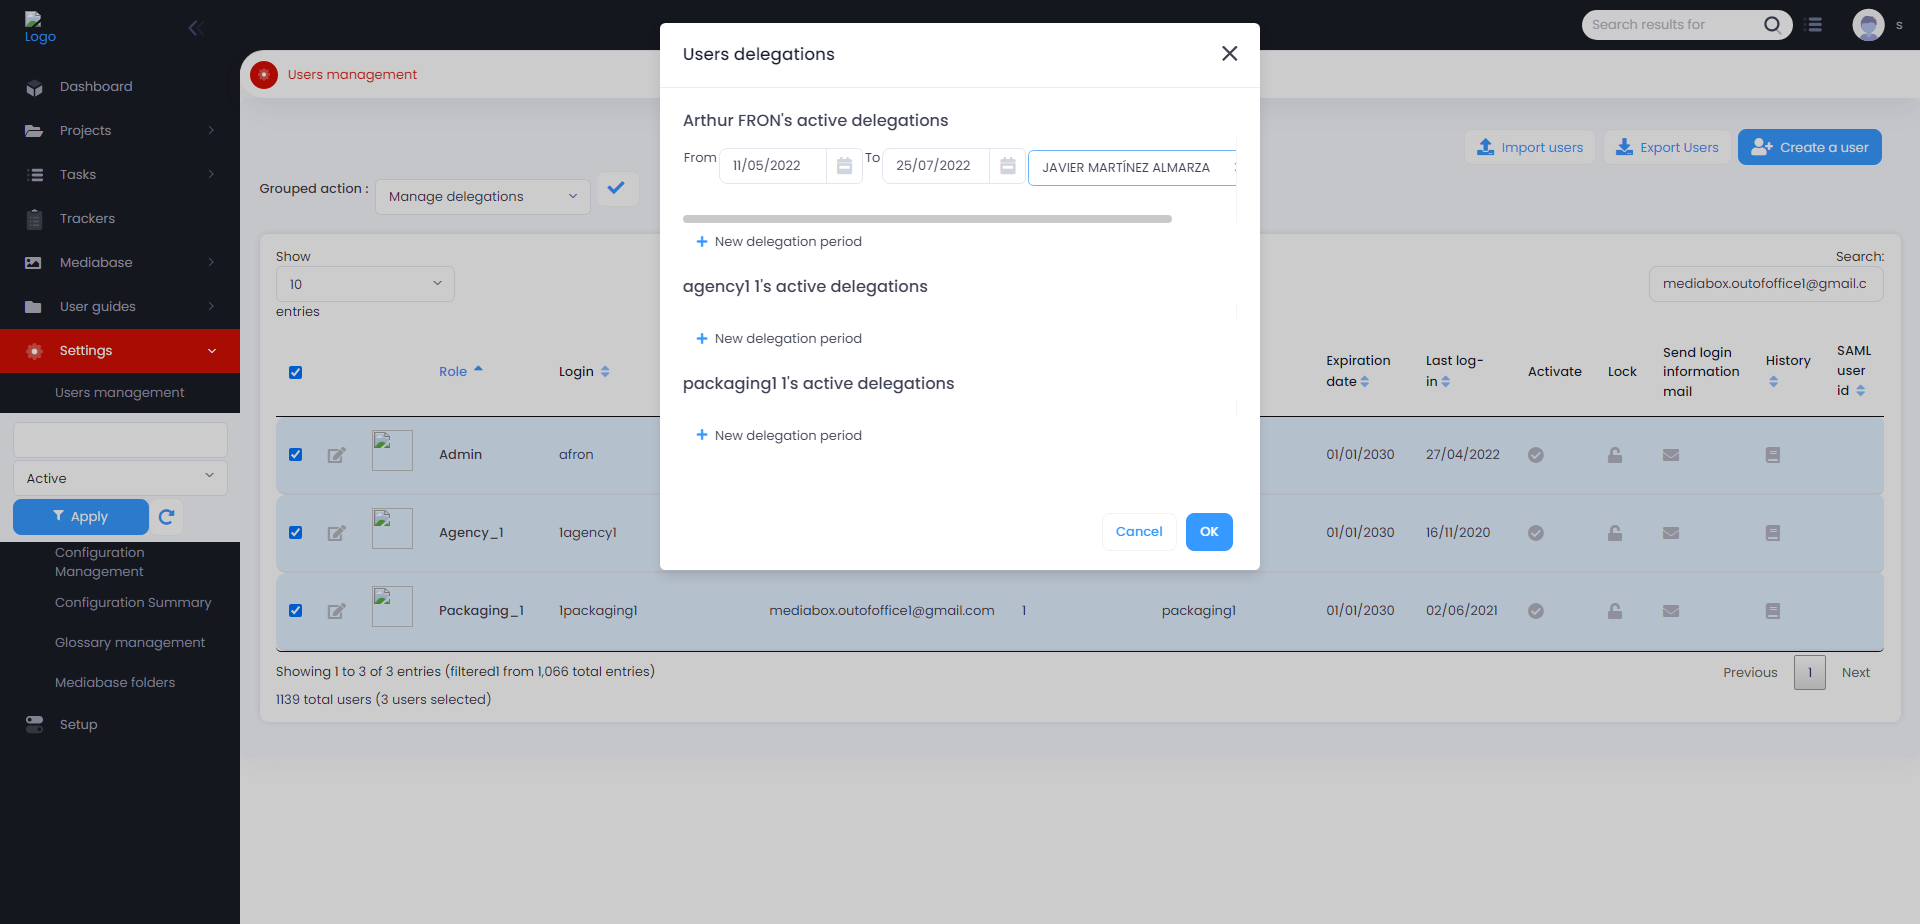 Logo
Search results for
s
Dashboard
Projects
Tasks
Trackers
Mediabase
User guides
Settings
Users management
Active
Apply
Configuration
Management
Configuration Summary
Glossary management
Mediabase folders
Setup
Users management
Import users
Export Users
Create a user
Grouped action :
Manage delegations
Show
10
entries
Search:
mediabox.outofoffice1@gmail.c
Role
Login
Expiration
date
Last log-
in
Activate
Lock
Send login
information
mail
History
SAML
user
id
Admin
afron
01/01/2030
27/04/2022
Agency_1
1agency1
01/01/2030
16/11/2020
Packaging_1
1packaging1
mediabox.outofoffice1@gmail.com
1
packaging1
01/01/2030
02/06/2021
Showing 1 to 3 of 3 entries (filtered1 from 1,066 total entries)
1139 total users (3 users selected)
Previous
1
Next
Users delegations
Arthur FRON's active delegations
From
11/05/2022
To
25/07/2022
JAVIER MARTÍNEZ ALMARZA
New delegation period
agency1 1's active delegations
New delegation period
packaging1 1's active delegations
New delegation period
Cancel
OK